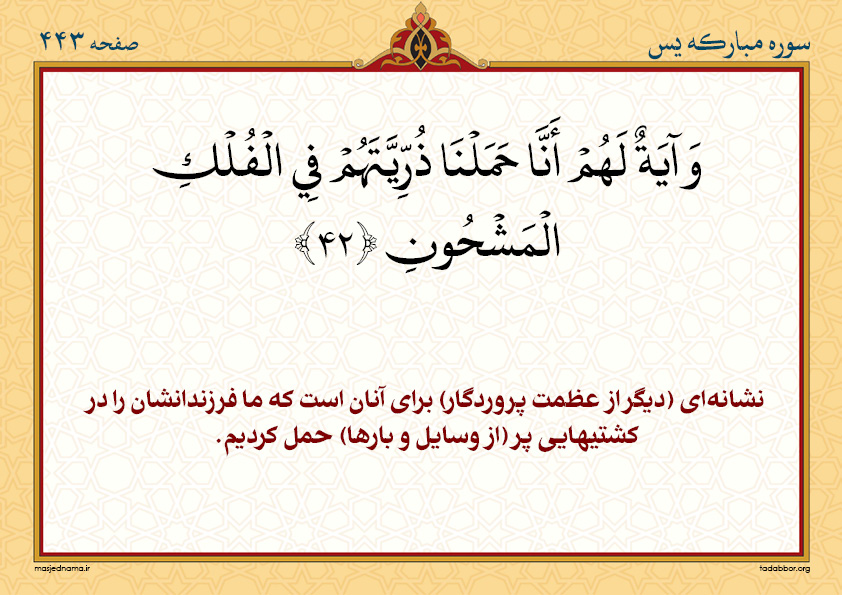 سوره مبارکه یس
صفحه ۴۴۳
وَآيَةٌ لَهُمْ أَنَّا حَمَلْنَا ذُرِّيَّتَهُمْ فِي الْفُلْكِ
الْمَشْحُونِ ﴿۴۲﴾
نشانه‌ای (دیگر از عظمت پروردگار) برای آنان است که ما فرزندانشان را در
کشتیهایی پر (از وسایل و بارها) حمل کردیم.
masjednama.ir
tadabbor.org